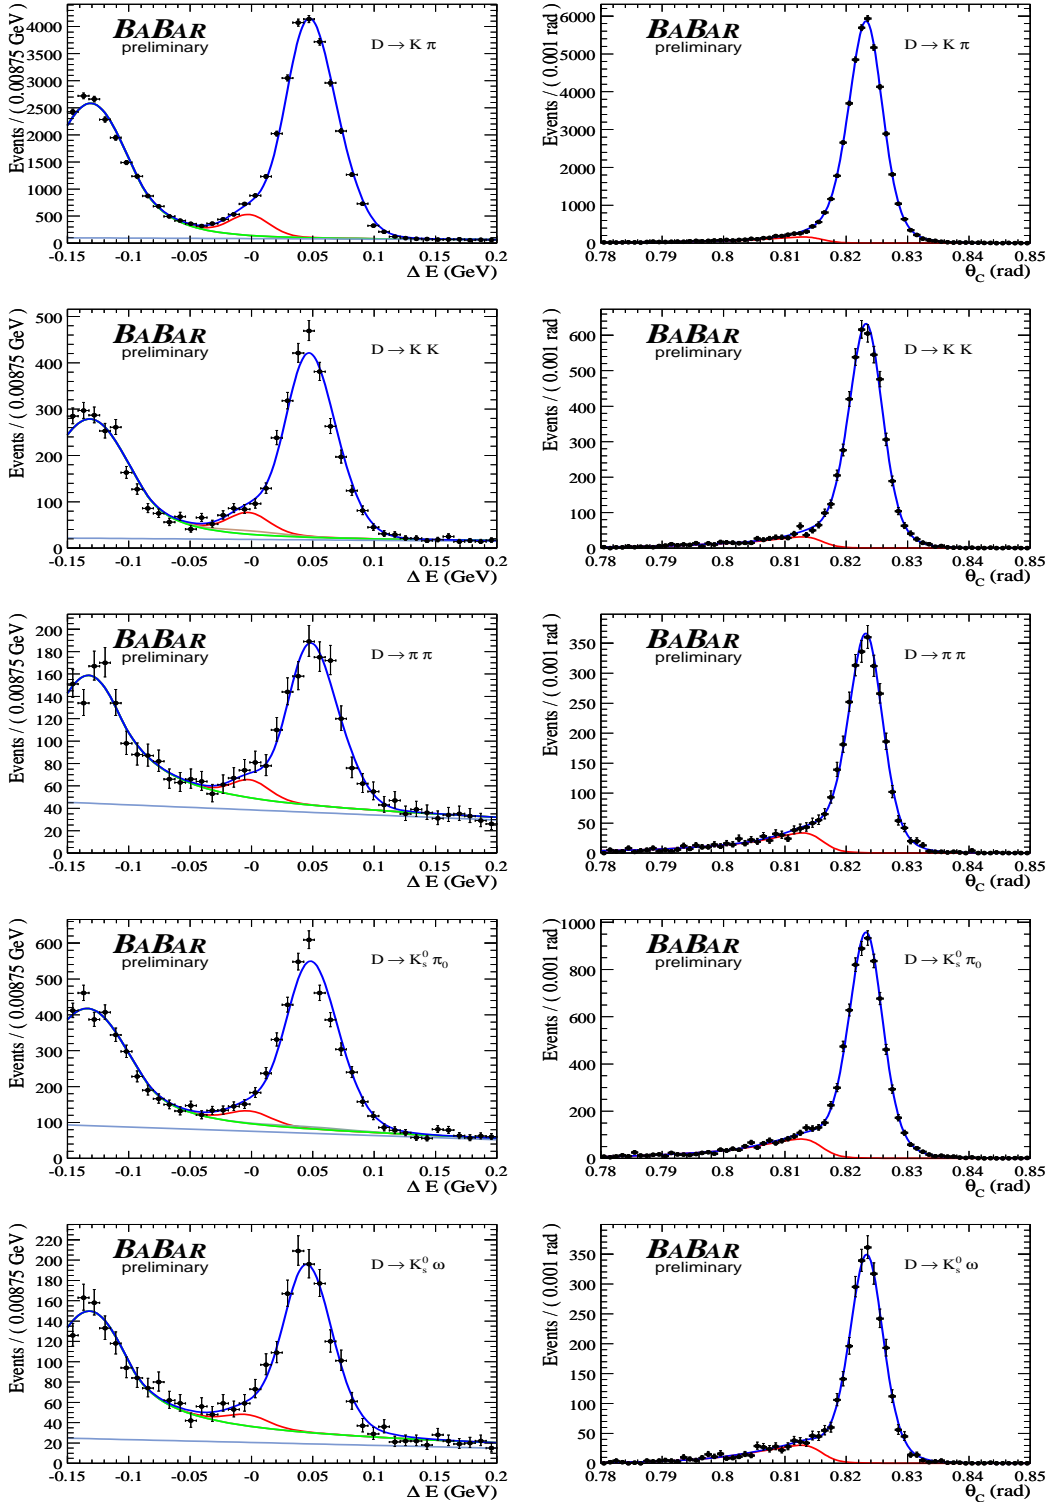 BABAR
preliminary
D → K π
Events / ( 0.00875 GeV )
0
500
1000
1500
2000
2500
3000
3500
4000
-0.15 -0.1 -0.05 -0 0.05 0.1 0.15 0.2
Δ E (GeV)
BABAR
preliminary
D → K π
Events / ( 0.001 rad )
0
1000
2000
3000
4000
5000
6000
0.78 0.79 0.8 0.81 0.82 0.83 0.84 0.85
θ_C (rad)
BABAR
preliminary
D → K K
Events / ( 0.00875 GeV )
0
100
200
300
400
500
-0.15 -0.1 -0.05 -0 0.05 0.1 0.15 0.2
Δ E (GeV)
BABAR
preliminary
D → K K
Events / ( 0.001 rad )
0
100
200
300
400
500
600
0.78 0.79 0.8 0.81 0.82 0.83 0.84 0.85
θ_C (rad)
BABAR
preliminary
D → π π
Events / ( 0.00875 GeV )
0
20
40
60
80
100
120
140
160
180
200
-0.15 -0.1 -0.05 -0 0.05 0.1 0.15 0.2
Δ E (GeV)
BABAR
preliminary
D → π π
Events / ( 0.001 rad )
0
50
100
150
200
250
300
350
0.78 0.79 0.8 0.81 0.82 0.83 0.84 0.85
θ_C (rad)
BABAR
preliminary
D → K_s^0 π_0
Events / ( 0.00875 GeV )
0
100
200
300
400
500
600
-0.15 -0.1 -0.05 -0 0.05 0.1 0.15 0.2
Δ E (GeV)
BABAR
preliminary
D → K_s^0 π_0
Events / ( 0.001 rad )
0
200
400
600
800
1000
0.78 0.79 0.8 0.81 0.82 0.83 0.84 0.85
θ_C (rad)
BABAR
preliminary
D → K_s^0 ω
Events / ( 0.00875 GeV )
0
20
40
60
80
100
120
140
160
180
200
220
-0.15 -0.1 -0.05 -0 0.05 0.1 0.15 0.2
Δ E (GeV)
BABAR
preliminary
D → K_s^0 ω
Events / ( 0.001 rad )
0
50
100
150
200
250
300
350
0.78 0.79 0.8 0.81 0.82 0.83 0.84 0.85
θ_C (rad)